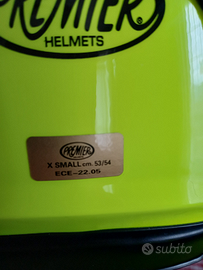 PREMIER
HELMETS
PREMIER
X SMALL cm. 53/54
ECE-22.05
subito